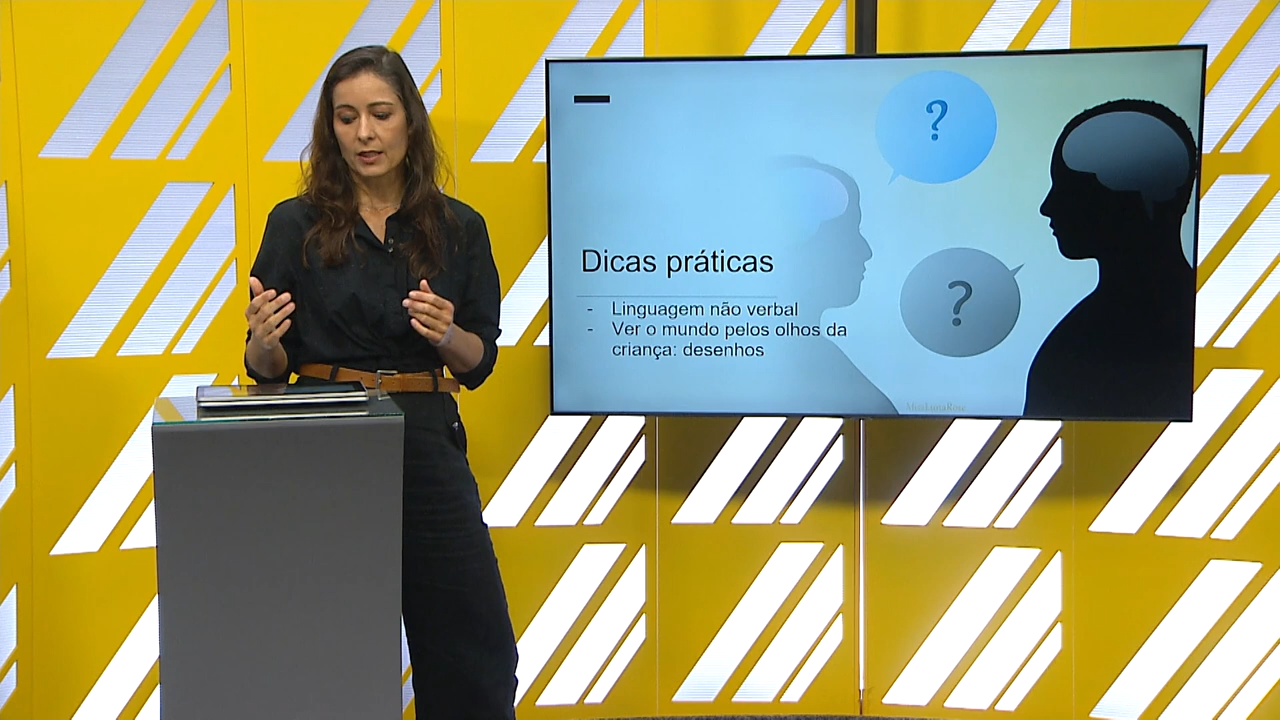 ?
?
Dicas práticas
- Linguagem não verbal
- Ver o mundo pelos olhos da
criança: desenhos